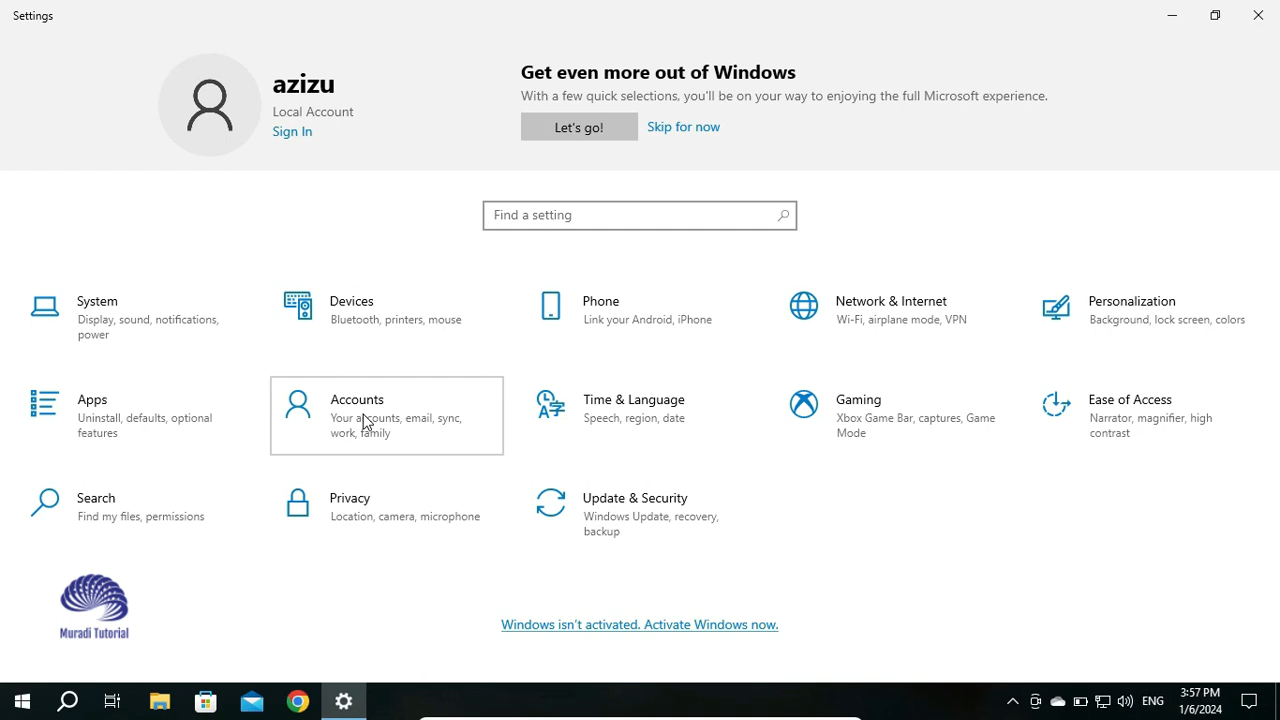 Settings
azizu
Local Account
Sign In
Get even more out of Windows
With a few quick selections, you'll be on your way to enjoying the full Microsoft experience.
Let's go!
Skip for now
Find a setting
System
Display, sound, notifications,
power
Devices
Bluetooth, printers, mouse
Phone
Link your Android, iPhone
Network & Internet
Wi-Fi, airplane mode, VPN
Personalization
Background, lock screen, colors
Apps
Uninstall, defaults, optional
features
Accounts
Your accounts, email, sync,
work, family
Time & Language
Speech, region, date
Gaming
Xbox Game Bar, captures, Game
Mode
Ease of Access
Narrator, magnifier, high
contrast
Search
Find my files, permissions
Privacy
Location, camera, microphone
Update & Security
Windows Update, recovery,
backup
Muradi Tutorial
Windows isn't activated. Activate Windows now.
ENG
3:57 PM
1/6/2024